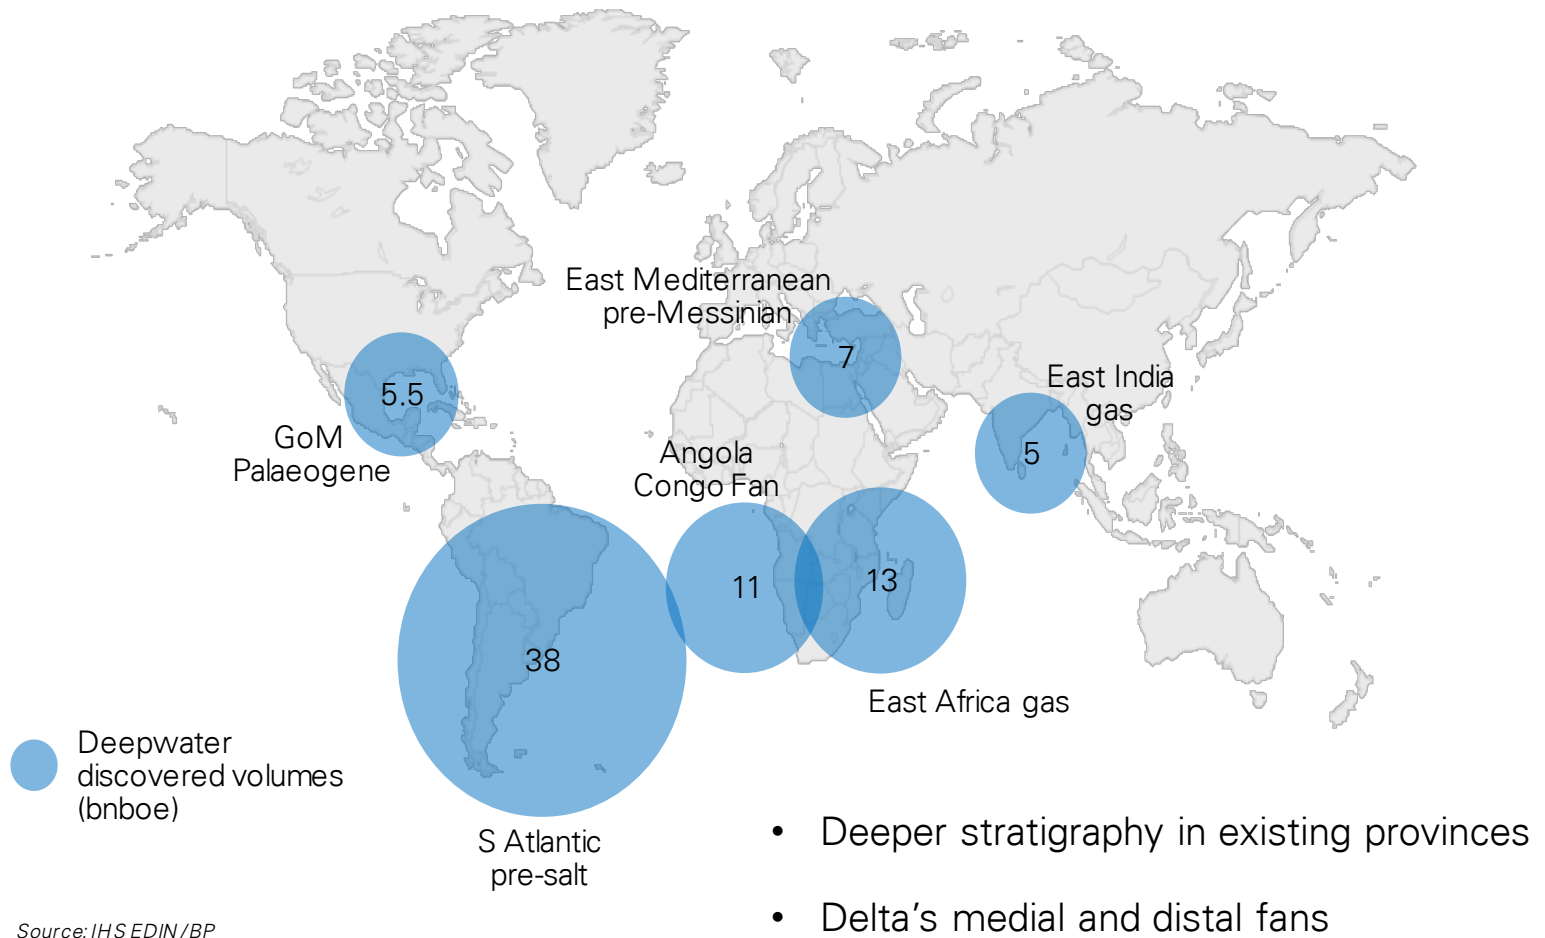 East Mediterranean
pre-Messinian
7
East India
gas
5.5
5
GoM
Palaeogene
Angola
Congo Fan
11
13
38
East Africa gas
Deepwater
discovered volumes
(bnboe)
S Atlantic
pre-salt
• Deeper stratigraphy in existing provinces
• Delta's medial and distal fans
Source: IHS EDIN/BP